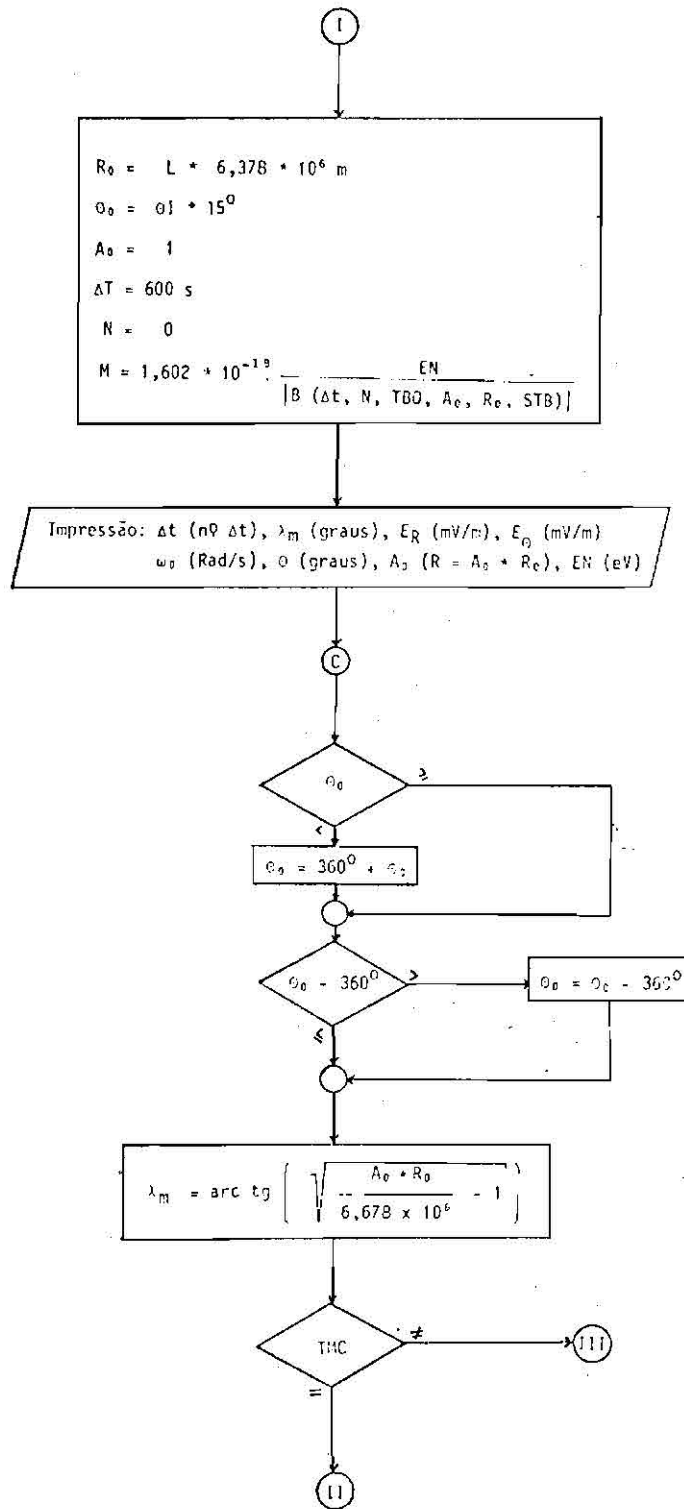 I
R₀ = L * 6,378 * 10⁶ m
Θ₀ = ΘI * 15⁰
A₀ = 1
ΔT = 600 s
N = 0
M = 1,602 * 10⁻¹⁹ . EN / |B (Δt, N, TBO, A₀, R₀, STB)|
Impressão: Δt (nº Δt), λm (graus), E_R (mV/m), E_Θ (mV/m)
ω₀ (Rad/s), Θ (graus), A₀ (R = A₀ * R₀), EN (eV)
C
Θ₀ ≥
<
Θ₀ = 360⁰ + Θ₀
Θ₀ - 360⁰ > Θ₀ = Θ₀ - 360⁰
≤
λm = arc tg ( √ A₀ * R₀ / 6,678 x 10⁶ - 1 )
TMC ≠ III
=
II